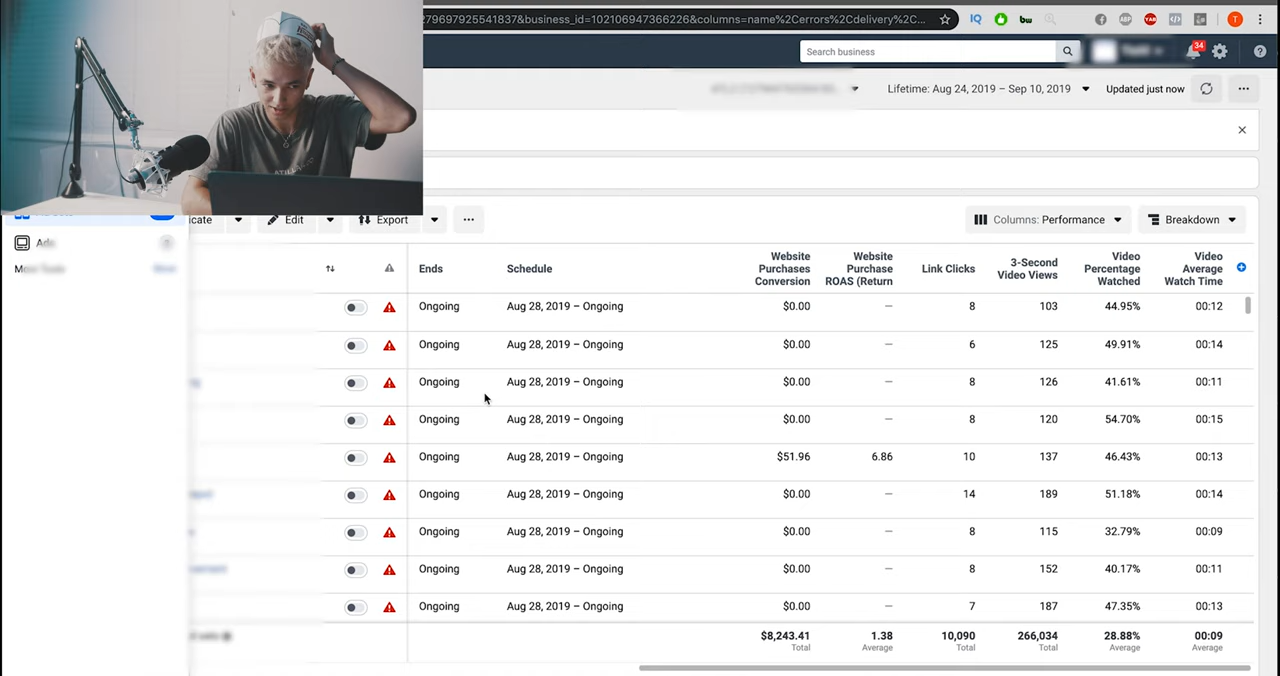 279697925541837&business_id=102106947366226&columns=name%2Cerrors%2Cdelivery%2C...
IQ bw ABP YAB T
Search business
34
Lifetime: Aug 24, 2019 – Sep 10, 2019 Updated just now
Edit Export Columns: Performance Breakdown
Ads
Ends Schedule Website Purchases Conversion Website Purchase ROAS (Return Link Clicks 3-Second Video Views Video Percentage Watched Video Average Watch Time
Ongoing Aug 28, 2019 – Ongoing $0.00 — 8 103 44.95% 00:12
Ongoing Aug 28, 2019 – Ongoing $0.00 — 6 125 49.91% 00:14
Ongoing Aug 28, 2019 – Ongoing $0.00 — 8 126 41.61% 00:11
Ongoing Aug 28, 2019 – Ongoing $0.00 — 8 120 54.70% 00:15
Ongoing Aug 28, 2019 – Ongoing $51.96 6.86 10 137 46.43% 00:13
Ongoing Aug 28, 2019 – Ongoing $0.00 — 14 189 51.18% 00:14
Ongoing Aug 28, 2019 – Ongoing $0.00 — 8 115 32.79% 00:09
Ongoing Aug 28, 2019 – Ongoing $0.00 — 8 152 40.17% 00:11
Ongoing Aug 28, 2019 – Ongoing $0.00 — 7 187 47.35% 00:13
$8,243.41 1.38 10,090 266,034 28.88% 00:09
Total Average Total Total Average Average